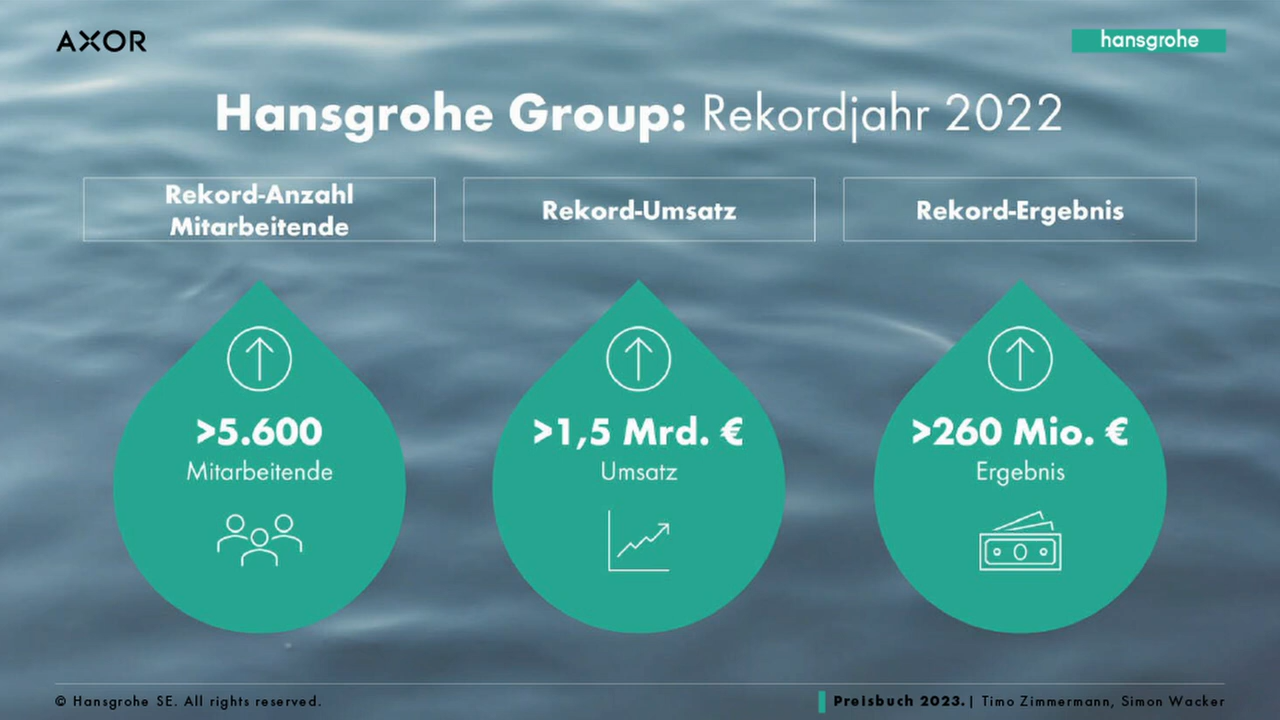 AXOR
hansgrohe
Hansgrohe Group: Rekordjahr 2022
Rekord-Anzahl
Mitarbeitende
Rekord-Umsatz
Rekord-Ergebnis
>5.600
Mitarbeitende
>1,5 Mrd. €
Umsatz
>260 Mio. €
Ergebnis
© Hansgrohe SE. All rights reserved.
Preisbuch 2023. | Timo Zimmermann, Simon Wacker